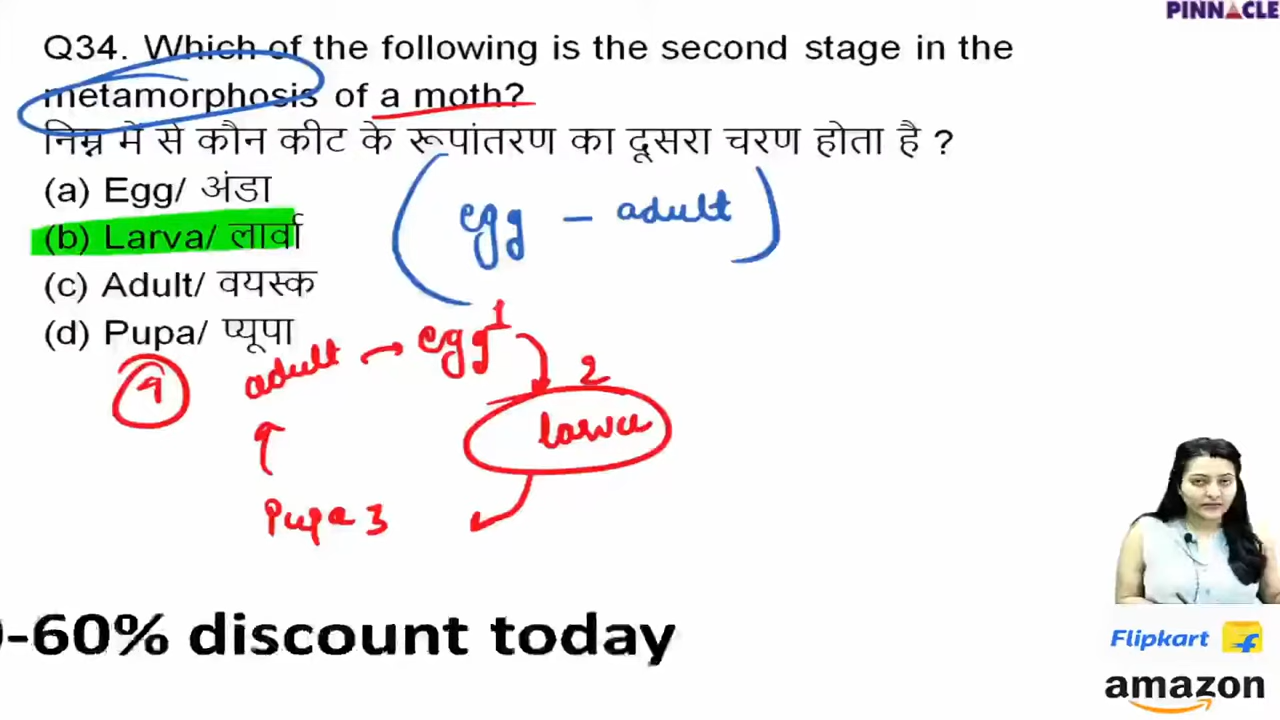 PINNACLE
Q34. Which of the following is the second stage in the
metamorphosis of a moth?
निम्न में से कौन कीट के रूपांतरण का दूसरा चरण होता है ?
(a) Egg/ अंडा
(b) Larva/ लार्वा
(c) Adult/ वयस्क
(d) Pupa/ प्यूपा
(egg - adult)
adult → egg 1
2
larva
Pupa 3
-60% discount today
Flipkart
amazon